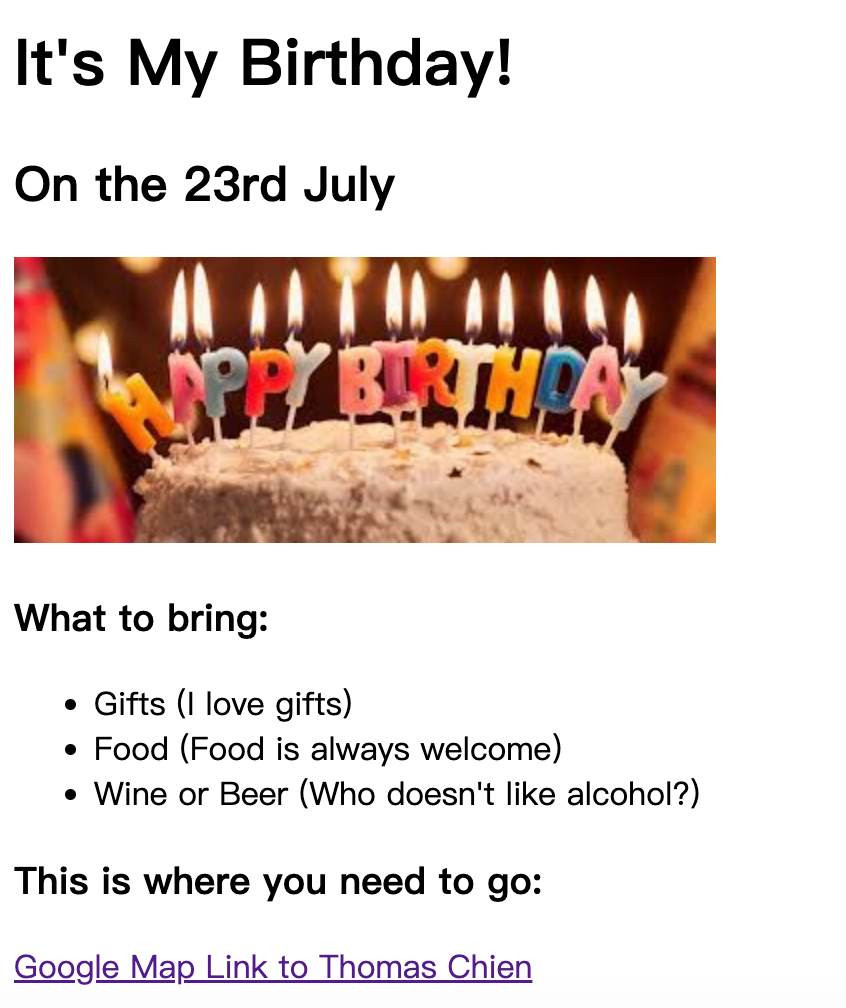 It's My Birthday!
On the 23rd July
HAPPY BIRTHDAY
What to bring:
Gifts (I love gifts)
Food (Food is always welcome)
Wine or Beer (Who doesn't like alcohol?)
This is where you need to go:
Google Map Link to Thomas Chien